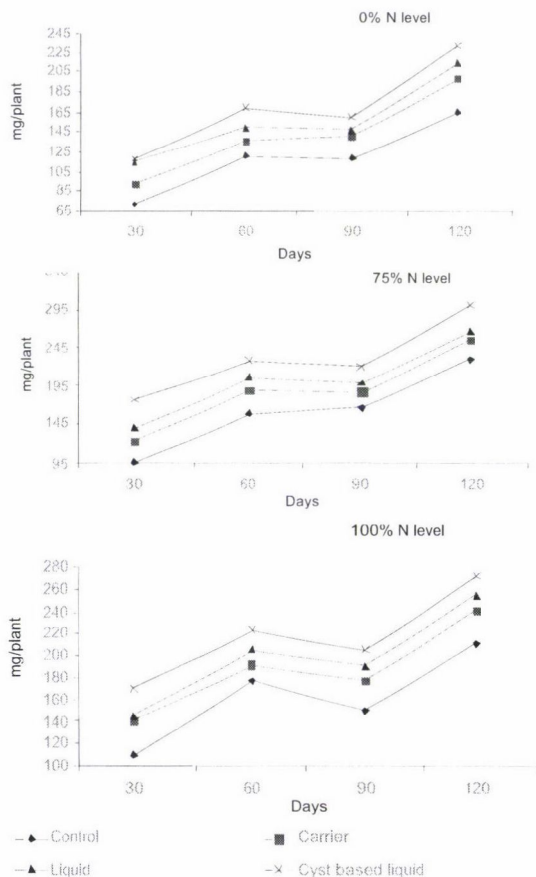 0% N level
245
225
205
185
165
145
125
105
85
65
mg/plant
30 60 90 120
Days
75% N level
295
245
195
145
95
mg/plant
30 60 90 120
Days
100% N level
280
260
240
220
200
180
160
140
120
100
mg/plant
30 60 90 120
Days
Control Carrier
Liquid Cyst based liquid